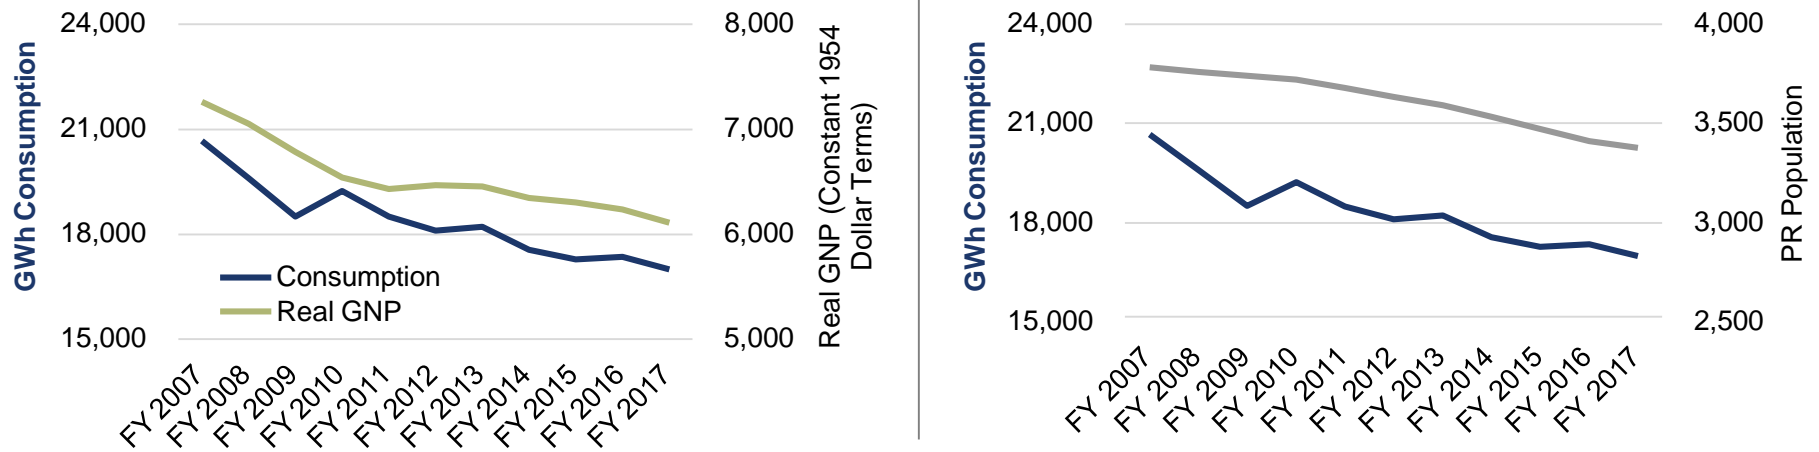 GWh Consumption
24,000
21,000
18,000
15,000
Consumption
Real GNP
8,000
7,000
6,000
5,000
Real GNP (Constant 1954
Dollar Terms)
FY 2007
FY 2008
FY 2009
FY 2010
FY 2011
FY 2012
FY 2013
FY 2014
FY 2015
FY 2016
FY 2017
GWh Consumption
24,000
21,000
18,000
15,000
4,000
3,500
3,000
2,500
PR Population
FY 2007
FY 2008
FY 2009
FY 2010
FY 2011
FY 2012
FY 2013
FY 2014
FY 2015
FY 2016
FY 2017